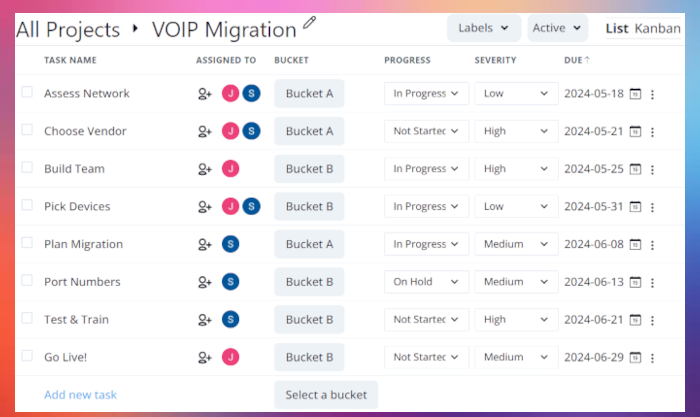 All Projects ▸ VOIP Migration Labels Active List Kanban
TASK NAME ASSIGNED TO BUCKET PROGRESS SEVERITY DUE↑
Assess Network J S Bucket A In Progress Low 2024-05-18
Choose Vendor J S Bucket A Not Startec High 2024-05-21
Build Team J Bucket B In Progress High 2024-05-25
Pick Devices J S Bucket B In Progress Low 2024-05-31
Plan Migration S Bucket A In Progress Medium 2024-06-08
Port Numbers S Bucket B On Hold Medium 2024-06-13
Test & Train S Bucket B Not Startec High 2024-06-21
Go Live! J Bucket B Not Startec Medium 2024-06-29
Add new task Select a bucket